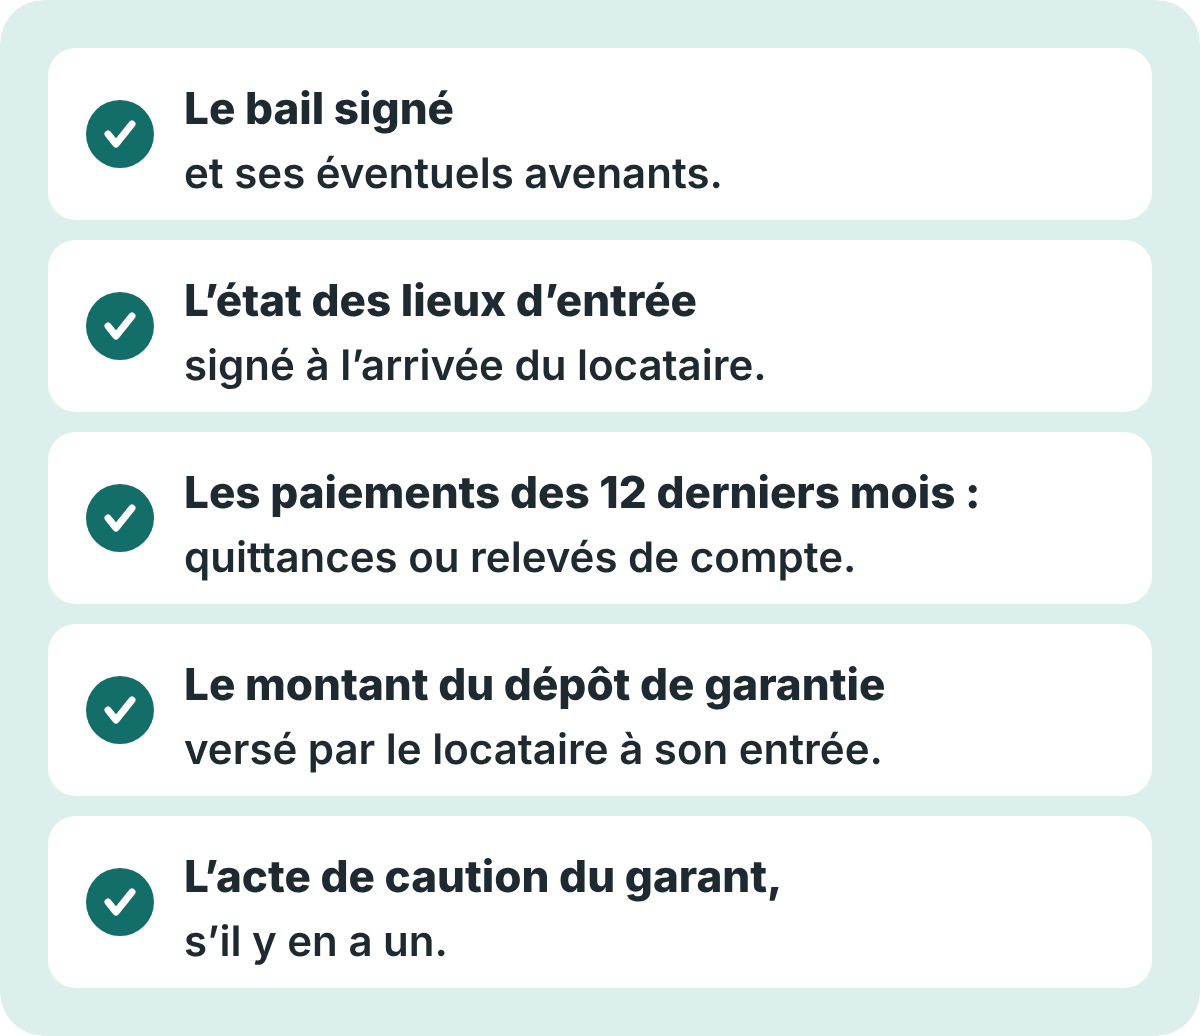 Le bail signé
et ses éventuels avenants.
L’état des lieux d’entrée
signé à l’arrivée du locataire.
Les paiements des 12 derniers mois :
quittances ou relevés de compte.
Le montant du dépôt de garantie
versé par le locataire à son entrée.
L’acte de caution du garant,
s’il y en a un.